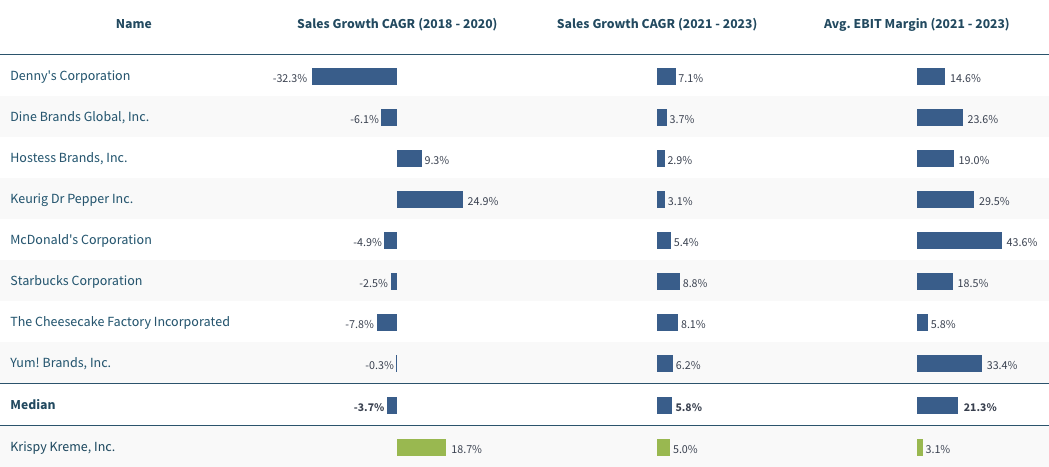 Name Sales Growth CAGR (2018 - 2020) Sales Growth CAGR (2021 - 2023) Avg. EBIT Margin (2021 - 2023)
Denny's Corporation -32.3% 7.1% 14.6%
Dine Brands Global, Inc. -6.1% 3.7% 23.6%
Hostess Brands, Inc. 9.3% 2.9% 19.0%
Keurig Dr Pepper Inc. 24.9% 3.1% 29.5%
McDonald's Corporation -4.9% 5.4% 43.6%
Starbucks Corporation -2.5% 8.8% 18.5%
The Cheesecake Factory Incorporated -7.8% 8.1% 5.8%
Yum! Brands, Inc. -0.3% 6.2% 33.4%
Median -3.7% 5.8% 21.3%
Krispy Kreme, Inc. 18.7% 5.0% 3.1%